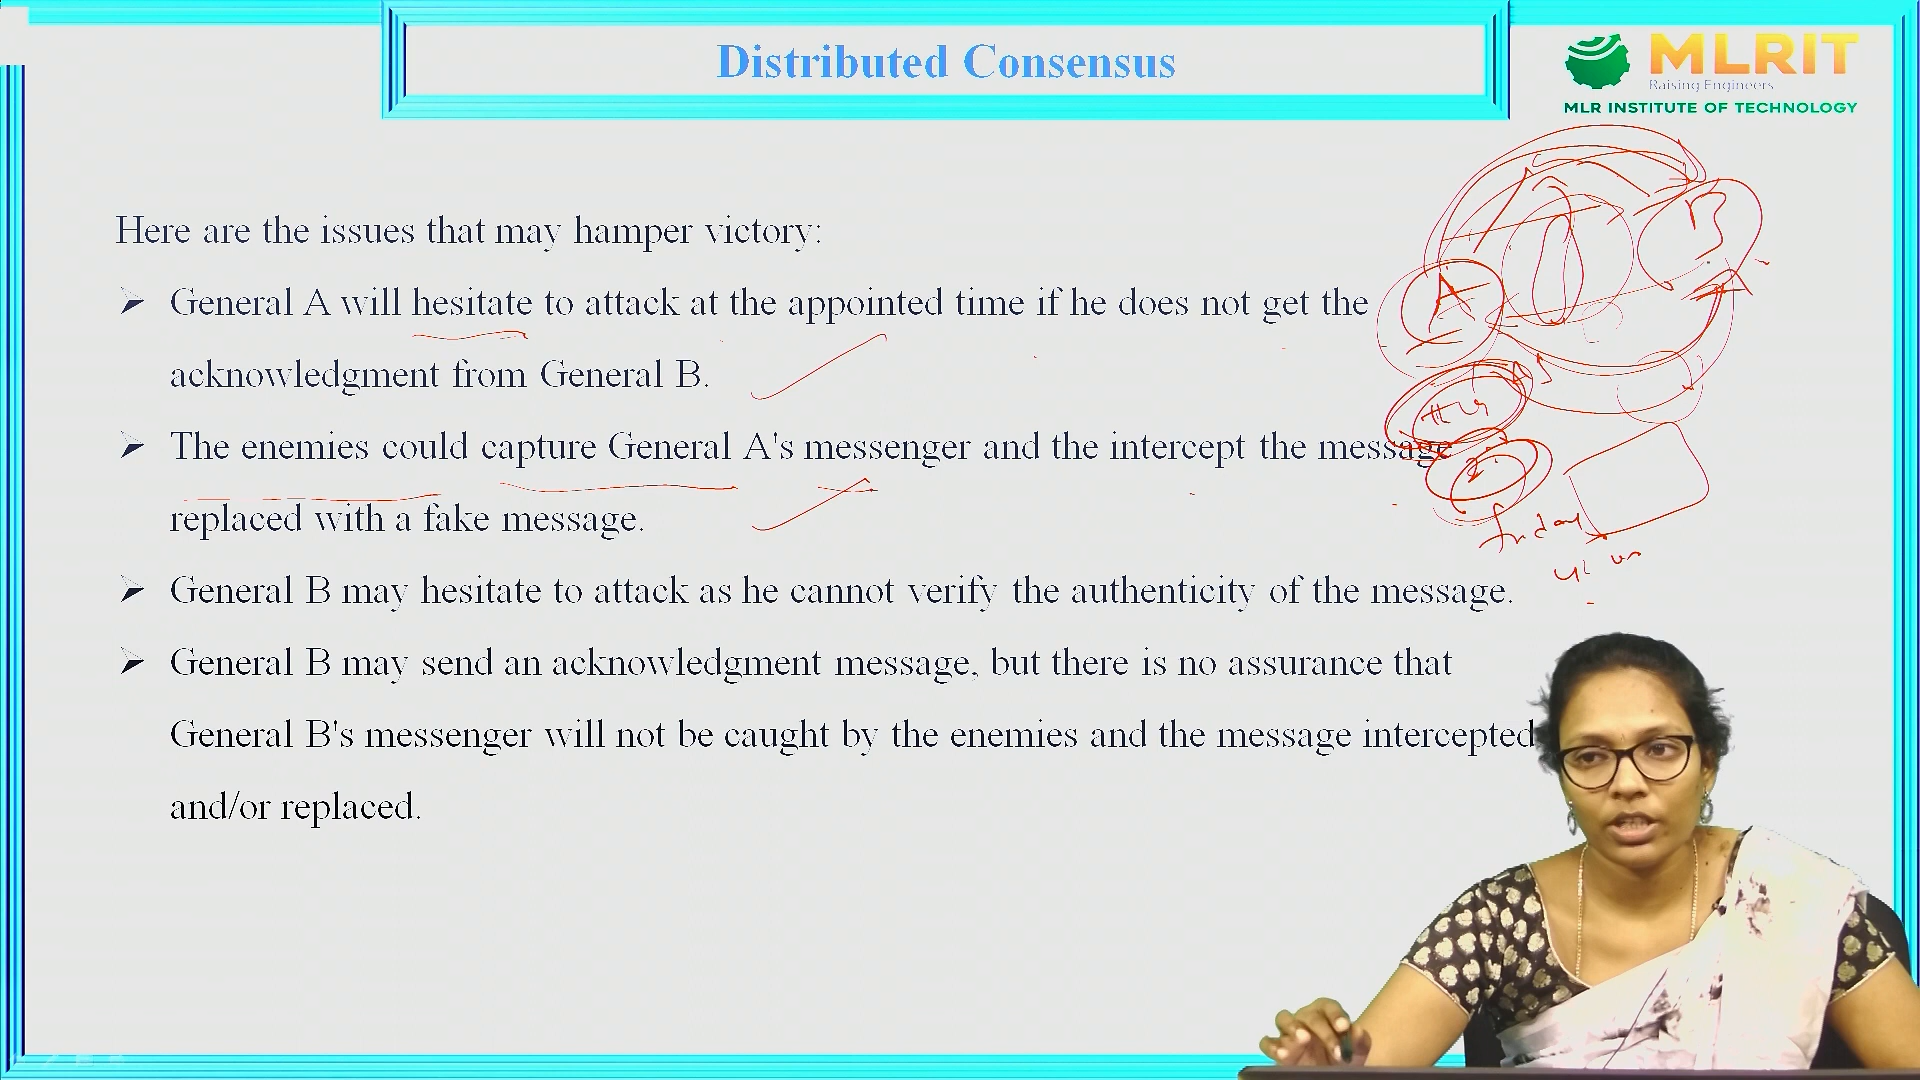 Distributed Consensus
MLRIT
Raising Engineers
MLR INSTITUTE OF TECHNOLOGY
Here are the issues that may hamper victory:
General A will hesitate to attack at the appointed time if he does not get the
acknowledgment from General B.
The enemies could capture General A's messenger and the intercept the message
replaced with a fake message.
General B may hesitate to attack as he cannot verify the authenticity of the message.
General B may send an acknowledgment message, but there is no assurance that
General B's messenger will not be caught by the enemies and the message intercepted
and/or replaced.
B
A